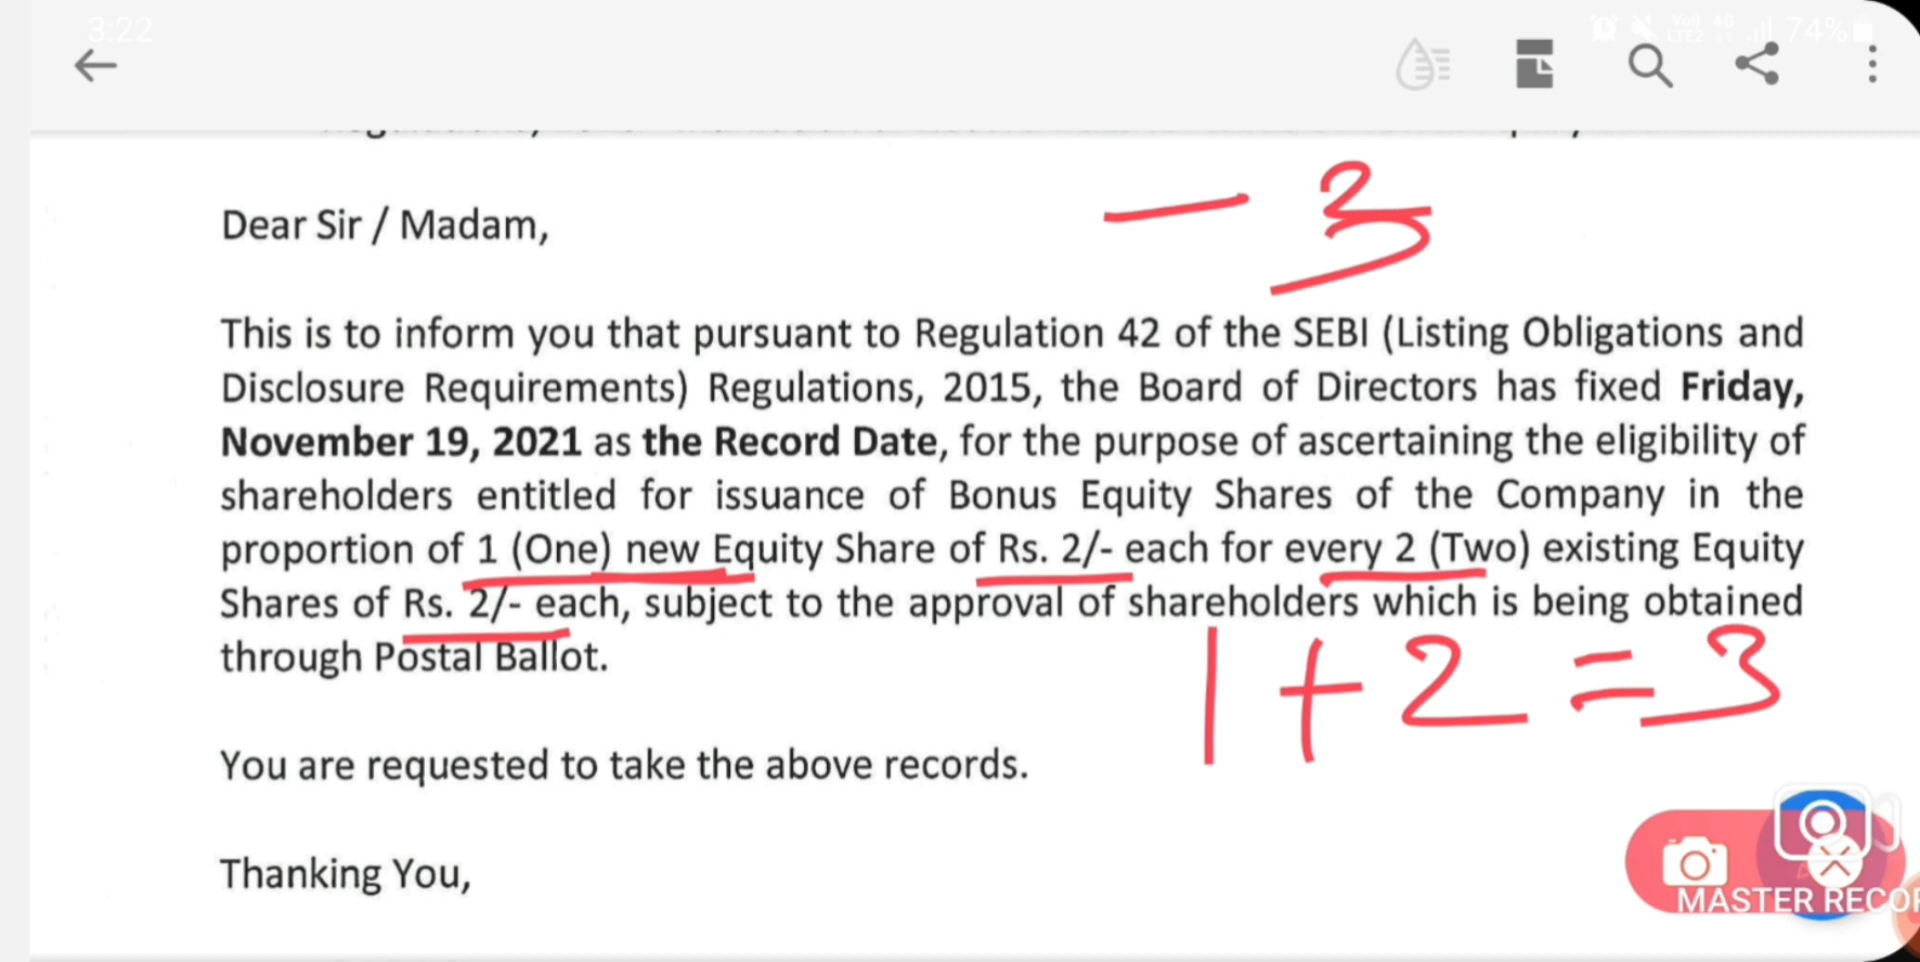 3:22
74%
- 3
Dear Sir / Madam,
This is to inform you that pursuant to Regulation 42 of the SEBI (Listing Obligations and
Disclosure Requirements) Regulations, 2015, the Board of Directors has fixed Friday,
November 19, 2021 as the Record Date, for the purpose of ascertaining the eligibility of
shareholders entitled for issuance of Bonus Equity Shares of the Company in the
proportion of 1 (One) new Equity Share of Rs. 2/- each for every 2 (Two) existing Equity
Shares of Rs. 2/- each, subject to the approval of shareholders which is being obtained
through Postal Ballot.
1 + 2 = 3
You are requested to take the above records.
Thanking You,
MASTER RECOR